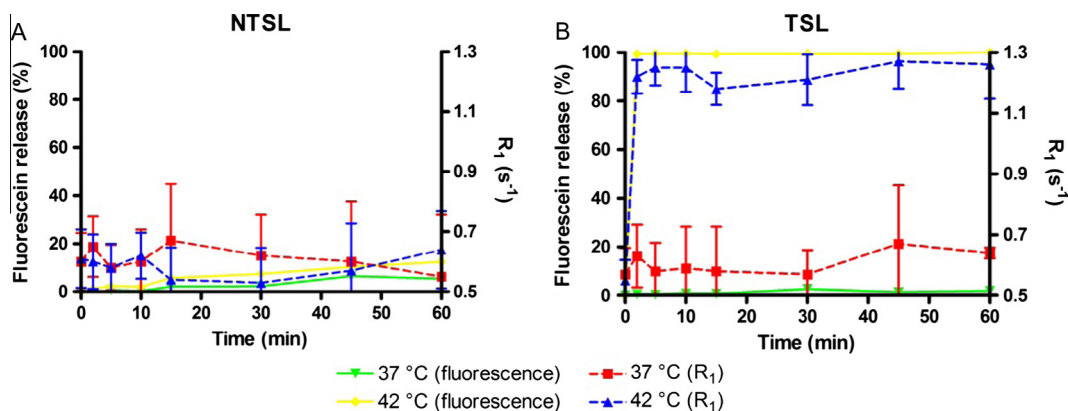 A
NTSL
Fluorescein release (%)
100
80
60
40
20
0
0 10 20 30 40 50 60
Time (min)
1.3
1.1
0.9
0.7
0.5
R1 (s-1)
B
TSL
Fluorescein release (%)
100
80
60
40
20
0
0 10 20 30 40 50 60
Time (min)
1.3
1.1
0.9
0.7
0.5
R1 (s-1)
37 °C (fluorescence)
42 °C (fluorescence)
37 °C (R1)
42 °C (R1)